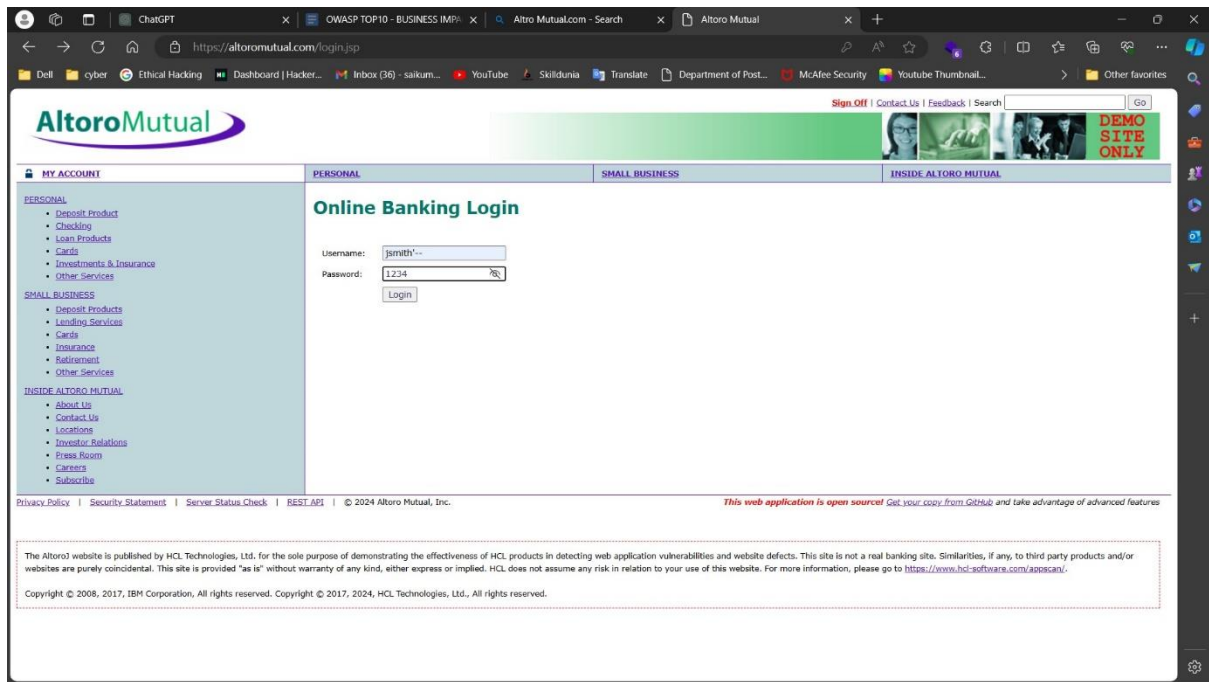 ChatGPT
OWASP TOP10 - BUSINESS IMPA
Altro Mutual.com - Search
Altoro Mutual
https://altoromutual.com/login.jsp
6
Dell
cyber
Ethical Hacking
Dashboard | Hacker...
Inbox (36) - saikum...
YouTube
Skilldunia
Translate
Department of Post...
McAfee Security
Youtube Thumbnail...
Other favorites
Sign Off | Contact Us | Feedback | Search
Go
AltoroMutual
DEMO
SITE
ONLY
MY ACCOUNT
PERSONAL
SMALL BUSINESS
INSIDE ALTORO MUTUAL
PERSONAL
• Deposit Product
• Checking
• Loan Products
• Cards
• Investments & Insurance
• Other Services
SMALL BUSINESS
• Deposit Products
• Lending Services
• Cards
• Insurance
• Retirement
• Other Services
INSIDE ALTORO MUTUAL
• About Us
• Contact Us
• Locations
• Investor Relations
• Press Room
• Careers
• Subscribe
Online Banking Login
Username: jsmith'--
Password: 1234
Login
Privacy Policy | Security Statement | Server Status Check | REST API | © 2024 Altoro Mutual, Inc.
This web application is open source! Get your copy from GitHub and take advantage of advanced features
The AltoroJ website is published by HCL Technologies, Ltd. for the sole purpose of demonstrating the effectiveness of HCL products in detecting web application vulnerabilities and website defects. This site is not a real banking site. Similarities, if any, to third party products and/or
websites are purely coincidental. This site is provided "as is" without warranty of any kind, either express or implied. HCL does not assume any risk in relation to your use of this website. For more information, please go to https://www.hcl-software.com/appscan/.
Copyright © 2008, 2017, IBM Corporation, All rights reserved. Copyright © 2017, 2024, HCL Technologies, Ltd., All rights reserved.